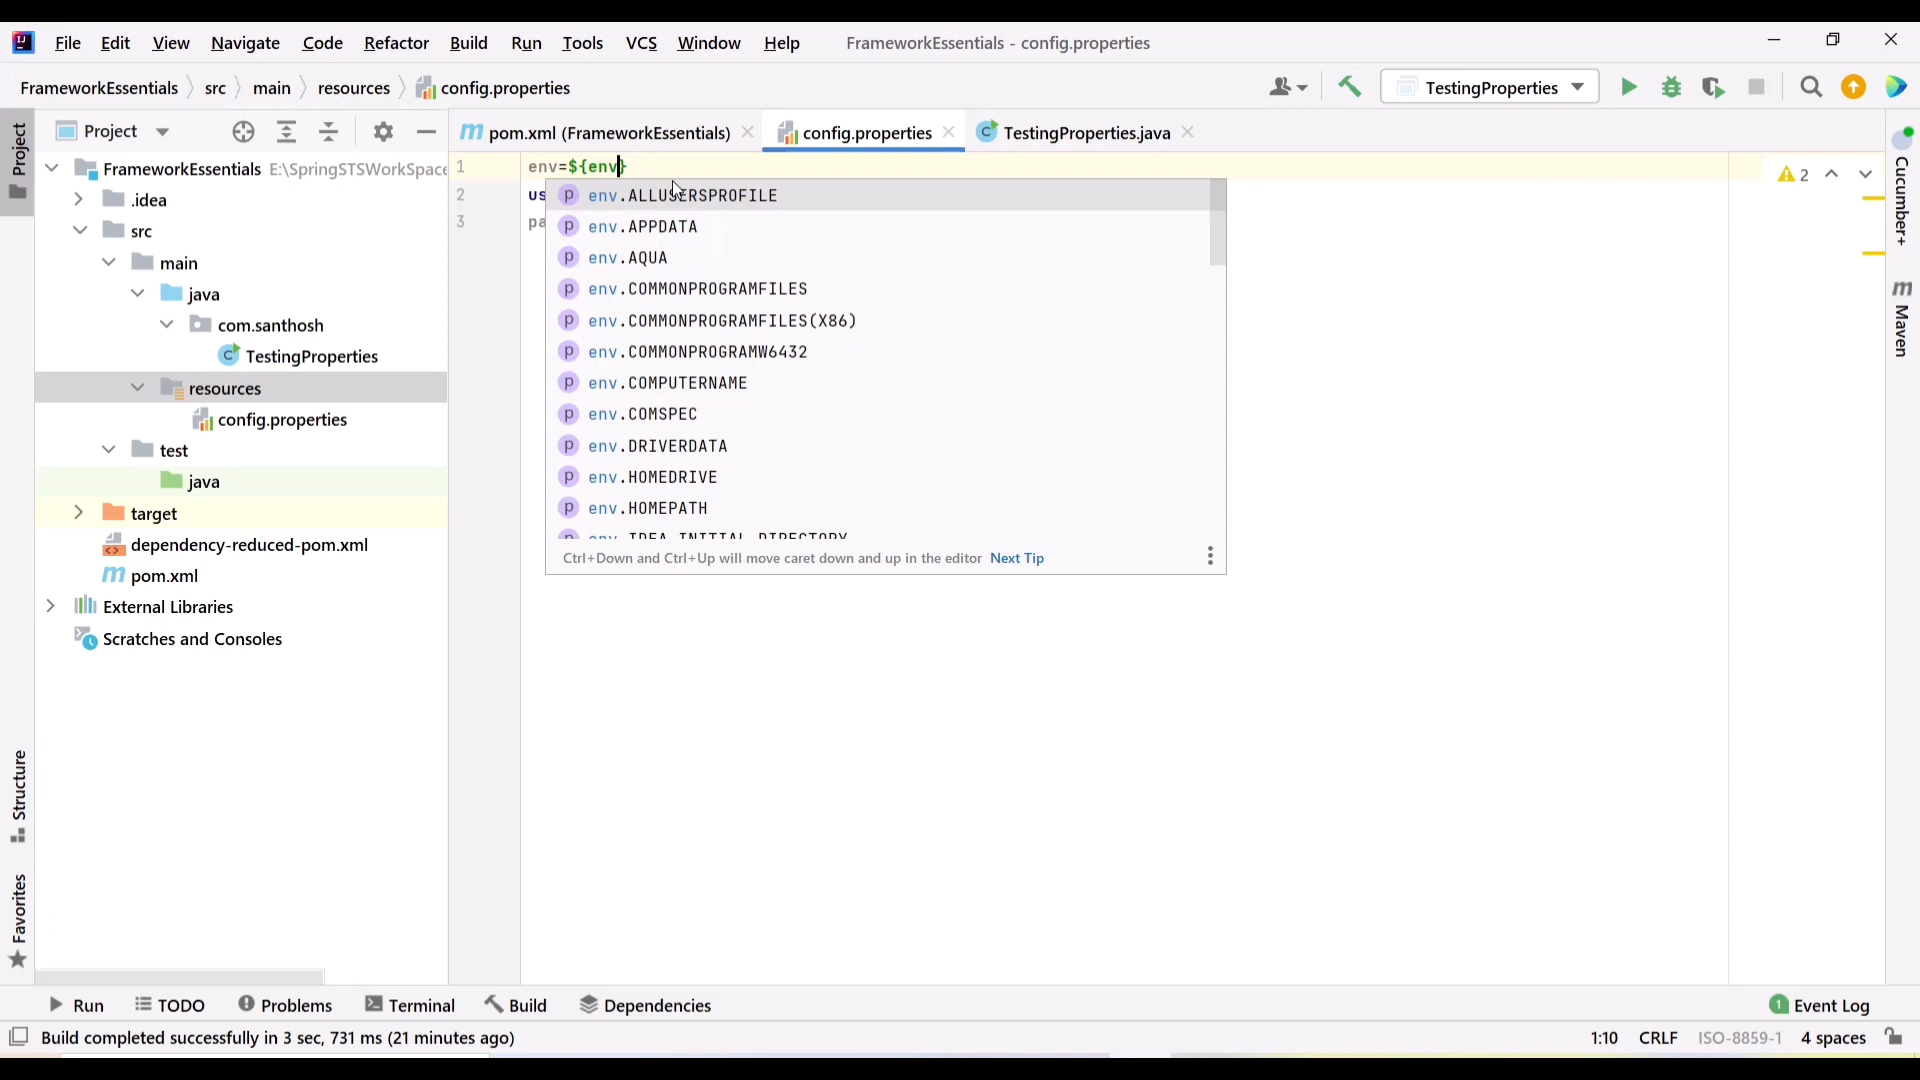 File Edit View Navigate Code Refactor Build Run Tools VCS Window Help FrameworkEssentials - config.properties
FrameworkEssentials src main resources config.properties TestingProperties
Project
pom.xml (FrameworkEssentials) config.properties TestingProperties.java
Project
FrameworkEssentials E:\SpringSTSWorkSpace
.idea
src
main
java
com.santhosh
TestingProperties
resources
config.properties
test
java
target
dependency-reduced-pom.xml
pom.xml
External Libraries
Scratches and Consoles
Structure
Favorites
1 env=${env}
2 us
3 pa
2
env.ALLUSERSPROFILE
env.APPDATA
env.AQUA
env.COMMONPROGRAMFILES
env.COMMONPROGRAMFILES(X86)
env.COMMONPROGRAMW6432
env.COMPUTERNAME
env.COMSPEC
env.DRIVERDATA
env.HOMEDRIVE
env.HOMEPATH
env.IDEA_INITIAL_DIRECTORY
Ctrl+Down and Ctrl+Up will move caret down and up in the editor Next Tip
Cucumber+
Maven
Run TODO Problems Terminal Build Dependencies 1 Event Log
Build completed successfully in 3 sec, 731 ms (21 minutes ago) 1:10 CRLF ISO-8859-1 4 spaces